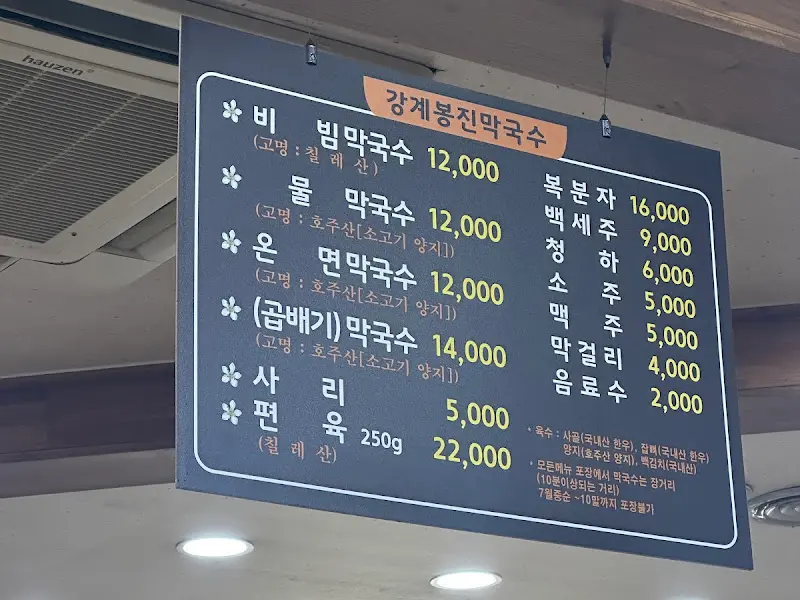 hauzen
강계봉진막국수
비 빔막국수 12,000
(고명 : 칠 레 산)
물 막국수 12,000
(고명 : 호주산[소고기 양지])
온 면막국수 12,000
(고명 : 호주산[소고기 양지])
(곱배기)막국수 14,000
(고명 : 호주산[소고기 양지])
사 리 5,000
편 육 250g 22,000
(칠 레 산)
복분자 16,000
백세주 9,000
청 하 6,000
소 주 5,000
맥 주 5,000
막걸리 4,000
음료수 2,000
* 육수 : 사골(국내산 한우), 잡뼈(국내산 한우)
양지(호주산 양지), 백김치(국내산)
* 모든메뉴 포장에서 막국수는 장거리
(10분이상되는 거리)
7월중순 ~10말까지 포장불가